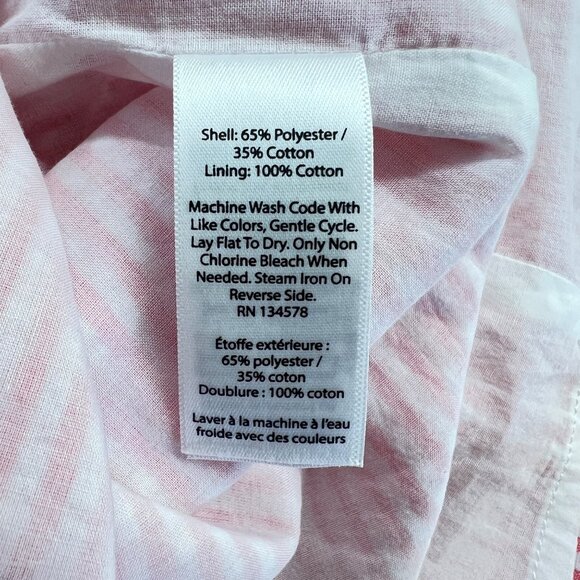 Shell: 65% Polyester /
35% Cotton
Lining: 100% Cotton
Machine Wash Code With
Like Colors, Gentle Cycle.
Lay Flat To Dry. Only Non
Chlorine Bleach When
Needed. Steam Iron On
Reverse Side.
RN 134578
Étoffe extérieure :
65% polyester /
35% coton
Doublure : 100% coton
Laver à la machine à l'eau
froide avec des couleurs